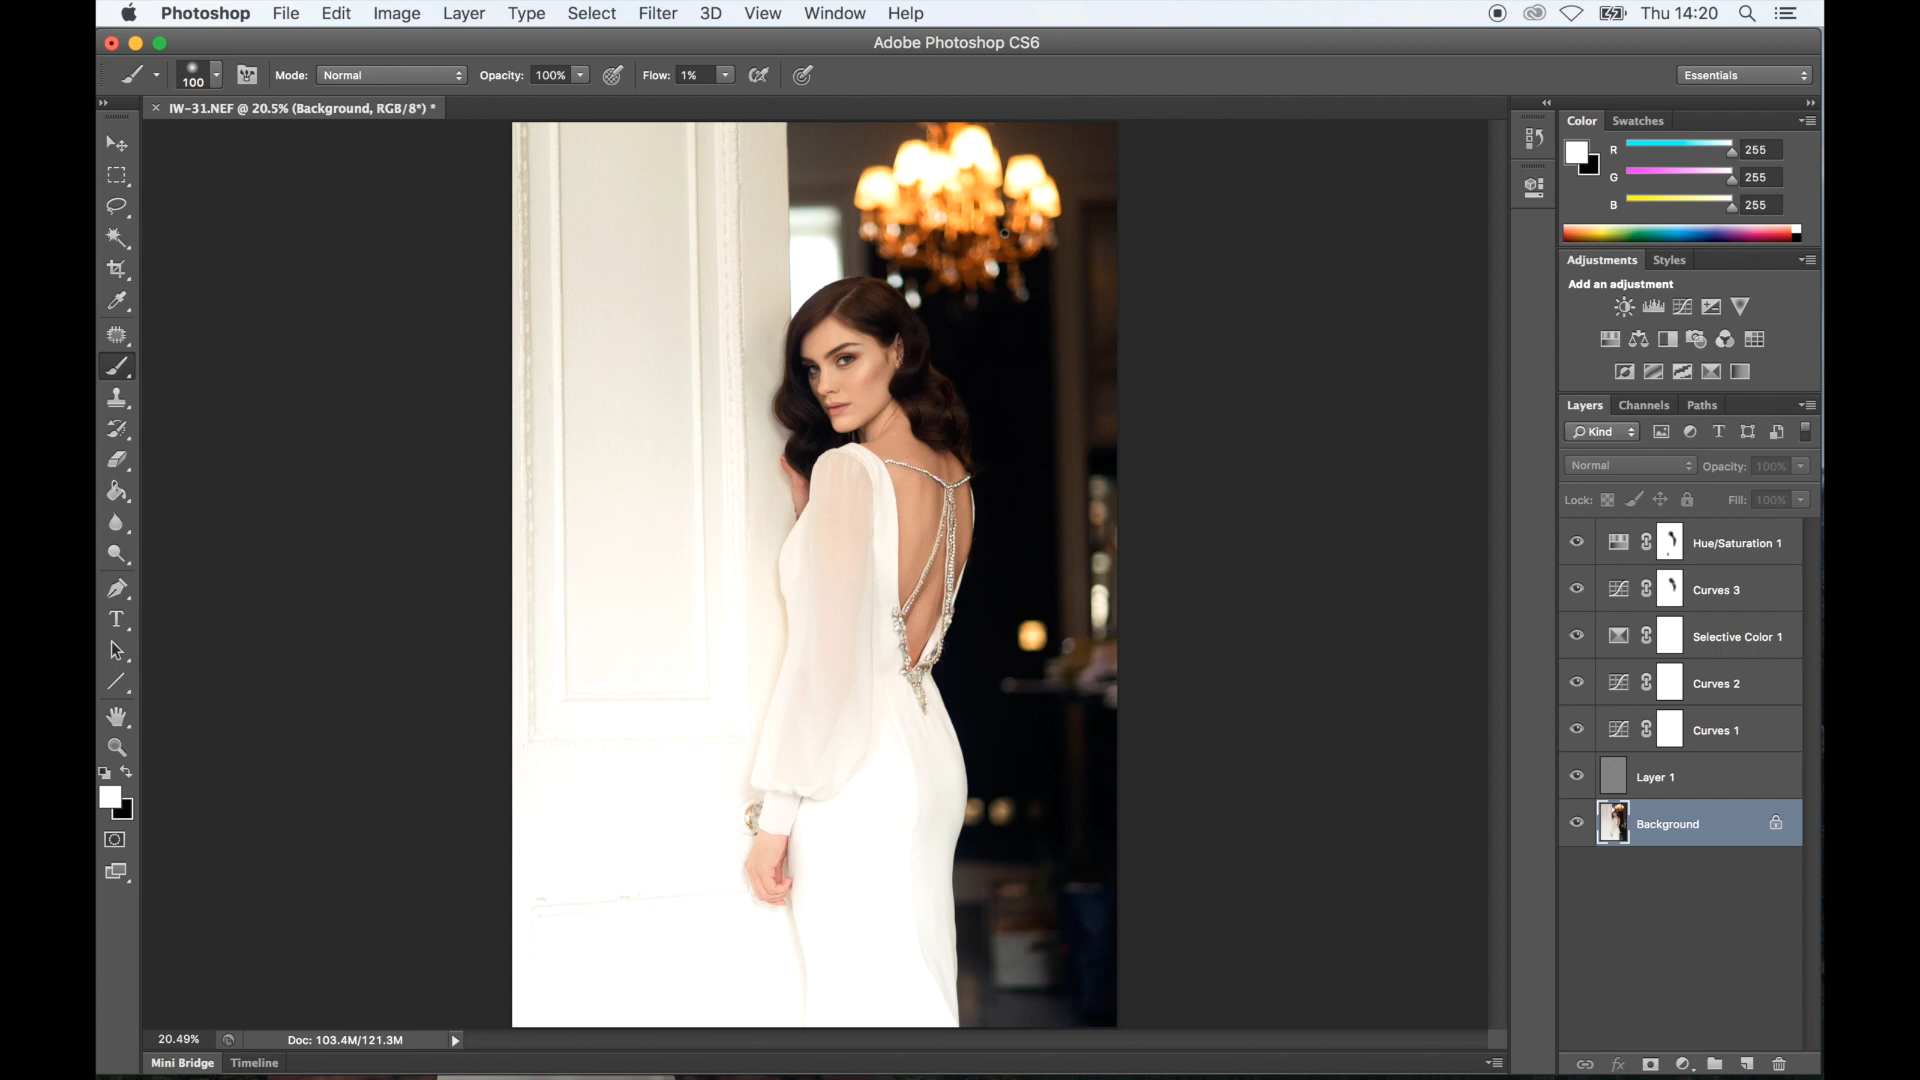 Photoshop File Edit Image Layer Type Select Filter 3D View Window Help Thu 14:20
Adobe Photoshop CS6
100 Mode: Normal Opacity: 100% Flow: 1% Essentials
× IW-31.NEF @ 20.5% (Background, RGB/8*) *
Color Swatches
R 255
G 255
B 255
Adjustments Styles
Add an adjustment
Layers Channels Paths
Kind
Normal Opacity: 100%
Lock: Fill: 100%
Hue/Saturation 1
Curves 3
Selective Color 1
Curves 2
Curves 1
Layer 1
Background
20.49% Doc: 103.4M/121.3M
Mini Bridge Timeline